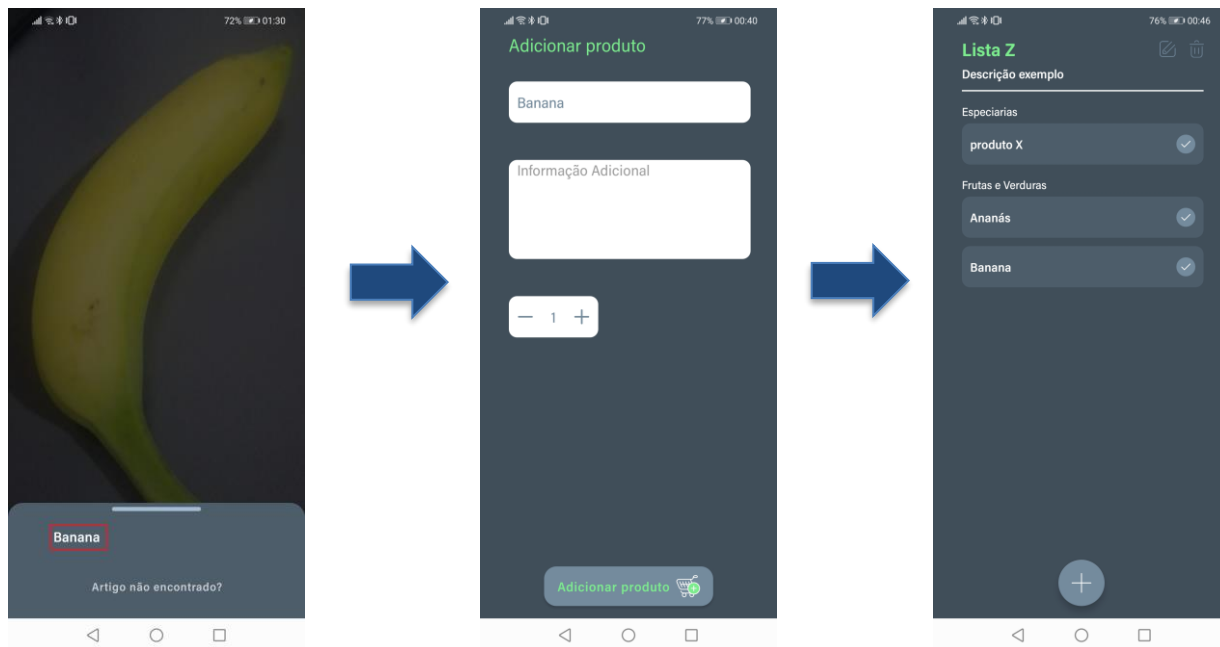 72% 01:30
Banana
Artigo não encontrado?
77% 00:40
Adicionar produto
Banana
Informação Adicional
1
Adicionar produto
76% 00:46
Lista Z
Descrição exemplo
Especiarias
produto X
Frutas e Verduras
Ananás
Banana